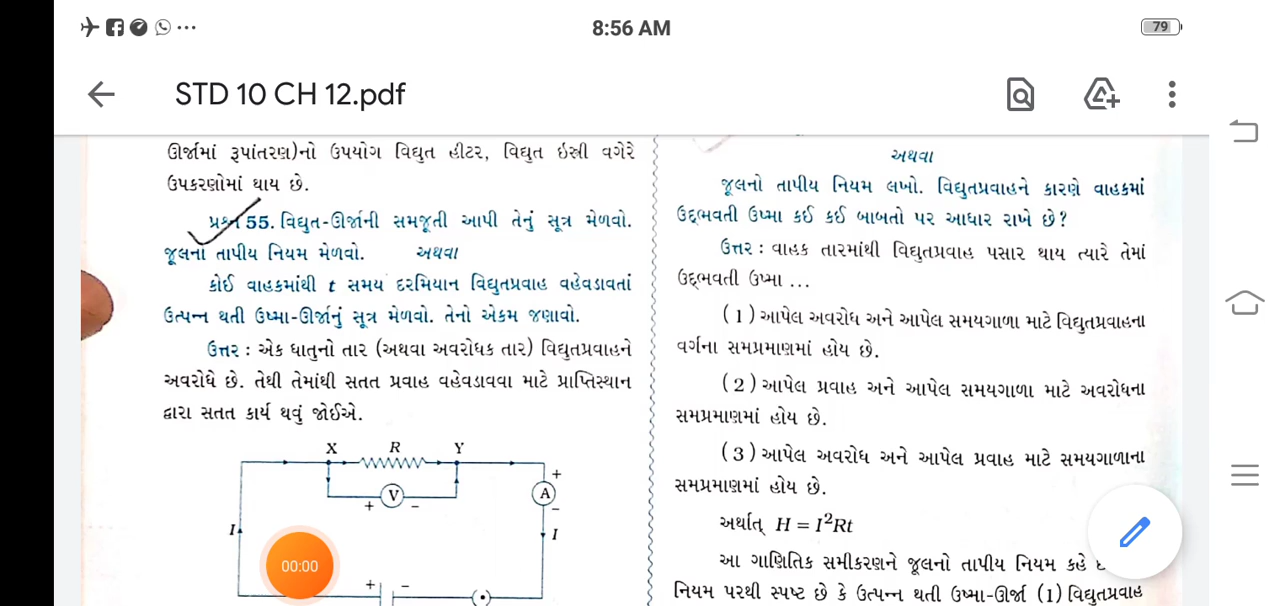 8:56 AM
79
STD 10 CH 12.pdf
ઊર્જામાં રૂપાંતરણ)નો ઉપયોગ વિદ્યુત હીટર, વિદ્યુત ઇસ્ત્રી વગેરે
ઉપકરણોમાં થાય છે.
પ્રશ્ન 55. વિદ્યુત-ઊર્જાની સમજૂતી આપી તેનું સૂત્ર મેળવો.
જૂલનો તાપીય નિયમ મેળવો. અથવા
કોઈ વાહકમાંથી t સમય દરમિયાન વિદ્યુતપ્રવાહ વહેવડાવતાં
ઉત્પન્ન થતી ઉષ્મા-ઊર્જાનું સૂત્ર મેળવો. તેનો એકમ જણાવો.
ઉત્તર : એક ધાતુનો તાર (અથવા અવરોધક તાર) વિદ્યુતપ્રવાહને
અવરોધે છે. તેથી તેમાંથી સતત પ્રવાહ વહેવડાવવા માટે પ્રાપ્તિસ્થાન
દ્વારા સતત કાર્ય થવું જોઈએ.
X R Y
+
V
A
+ −
−
I
I
00:00
+ −
અથવા
જૂલનો તાપીય નિયમ લખો. વિદ્યુતપ્રવાહને કારણે વાહકમાં
ઉદ્દભવતી ઉષ્મા કઈ કઈ બાબતો પર આધાર રાખે છે?
ઉત્તર : વાહક તારમાંથી વિદ્યુતપ્રવાહ પસાર થાય ત્યારે તેમાં
ઉદ્દભવતી ઉષ્મા ...
(1) આપેલ અવરોધ અને આપેલ સમયગાળા માટે વિદ્યુતપ્રવાહના
વર્ગના સમપ્રમાણમાં હોય છે.
(2) આપેલ પ્રવાહ અને આપેલ સમયગાળા માટે અવરોધના
સમપ્રમાણમાં હોય છે.
(3) આપેલ અવરોધ અને આપેલ પ્રવાહ માટે સમયગાળાના
સમપ્રમાણમાં હોય છે.
અર્થાત્ H = I²Rt
આ ગાણિતિક સમીકરણને જૂલનો તાપીય નિયમ કહે
નિયમ પરથી સ્પષ્ટ છે કે ઉત્પન્ન થતી ઉષ્મા-ઊર્જા (1) વિદ્યુતપ્રવાહ